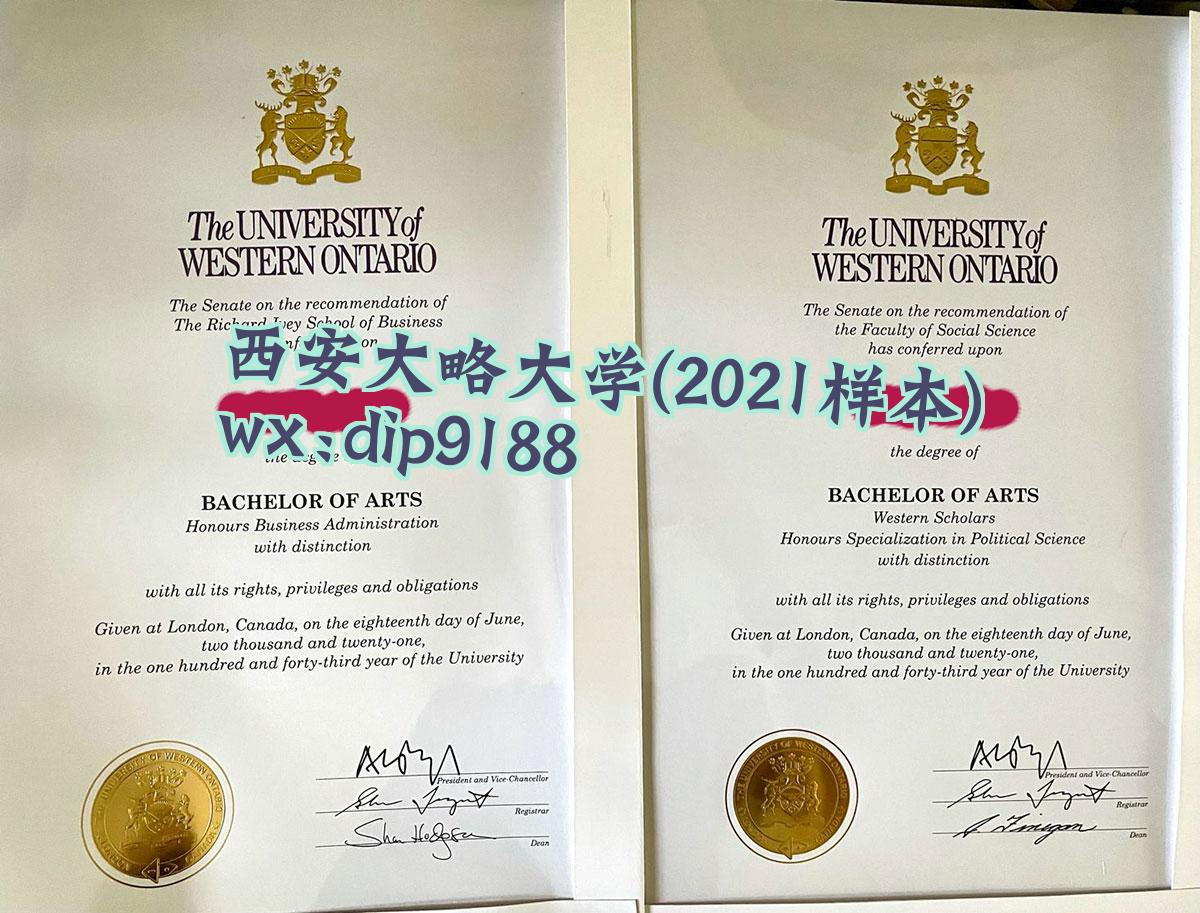 The UNIVERSITY of
WESTERN ONTARIO
The Senate on the recommendation of
The Richard Ivey School of Business
the degree
BACHELOR OF ARTS
Honours Business Administration
with distinction
with all its rights, privileges and obligations
Given at London, Canada, on the eighteenth day of June,
two thousand and twenty-one,
in the one hundred and forty-third year of the University
President and Vice-Chancellor
Registrar
Dean
The UNIVERSITY of
WESTERN ONTARIO
The Senate on the recommendation of
the Faculty of Social Science
has conferred upon
the degree of
BACHELOR OF ARTS
Western Scholars
Honours Specialization in Political Science
with distinction
with all its rights, privileges and obligations
Given at London, Canada, on the eighteenth day of June,
two thousand and twenty-one,
in the one hundred and forty-third year of the University
President and Vice-Chancellor
Registrar
Dean
西安大略大学(2021样本)
wx:dip9188